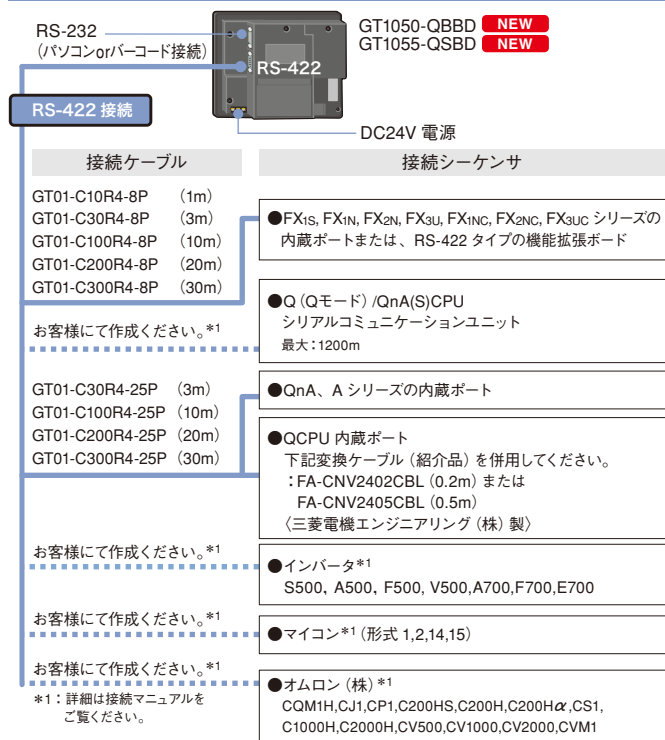 RS-232
（パソコンorバーコード接続）
RS-422
GT1050-QBBD NEW
GT1055-QSBD NEW
RS-422 接続
DC24V 電源
接続ケーブル
接続シーケンサ
GT01-C10R4-8P （1m）
GT01-C30R4-8P （3m）
GT01-C100R4-8P （10m）
GT01-C200R4-8P （20m）
GT01-C300R4-8P （30m）
●FX1S, FX1N, FX2N, FX3U, FX1NC, FX2NC, FX3UC シリーズの
内蔵ポートまたは、RS-422 タイプの機能拡張ボード
お客様にて作成ください。*1
●Q（Qモード）/QnA(S)CPU
シリアルコミュニケーションユニット
最大：1200m
GT01-C30R4-25P （3m）
GT01-C100R4-25P （10m）
GT01-C200R4-25P （20m）
GT01-C300R4-25P （30m）
●QnA、A シリーズの内蔵ポート
●QCPU 内蔵ポート
下記変換ケーブル（紹介品）を併用してください。
：FA-CNV2402CBL（0.2m）または
FA-CNV2405CBL（0.5m）
〈三菱電機エンジニアリング（株）製〉
お客様にて作成ください。*1
●インバータ*1
S500, A500, F500, V500,A700,F700,E700
お客様にて作成ください。*1
●マイコン*1（形式 1,2,14,15）
お客様にて作成ください。*1
●オムロン（株）*1
CQM1H,CJ1,CP1,C200HS,C200H,C200Hα,CS1,
C1000H,C2000H,CV500,CV1000,CV2000,CVM1
*1：詳細は接続マニュアルを
ご覧ください。